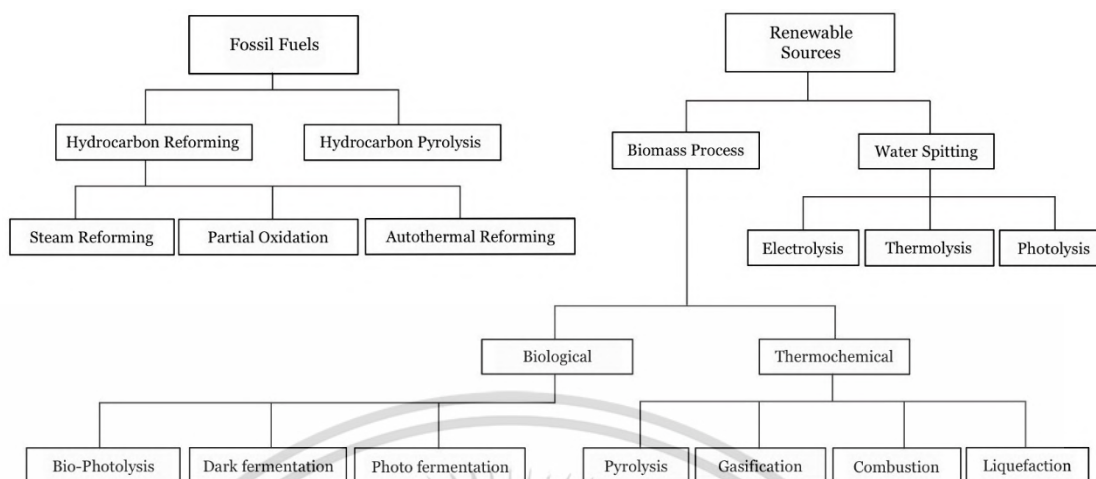 Fossil Fuels
Renewable
Sources
Hydrocarbon Reforming
Hydrocarbon Pyrolysis
Biomass Process
Water Spitting
Steam Reforming
Partial Oxidation
Autothermal Reforming
Electrolysis
Thermolysis
Photolysis
Biological
Thermochemical
Bio-Photolysis
Dark fermentation
Photo fermentation
Pyrolysis
Gasification
Combustion
Liquefaction